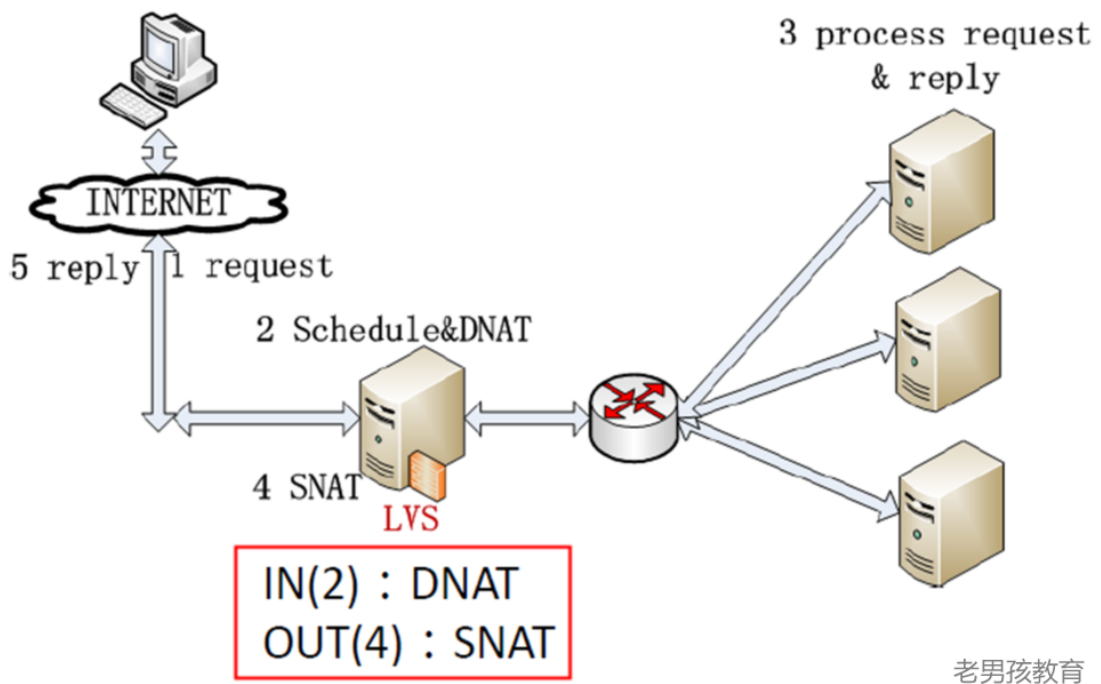 3 process request
& reply
INTERNET
5 reply 1 request
2 Schedule&DNAT
4 SNAT
LVS
IN(2)：DNAT
OUT(4)：SNAT
老男孩教育